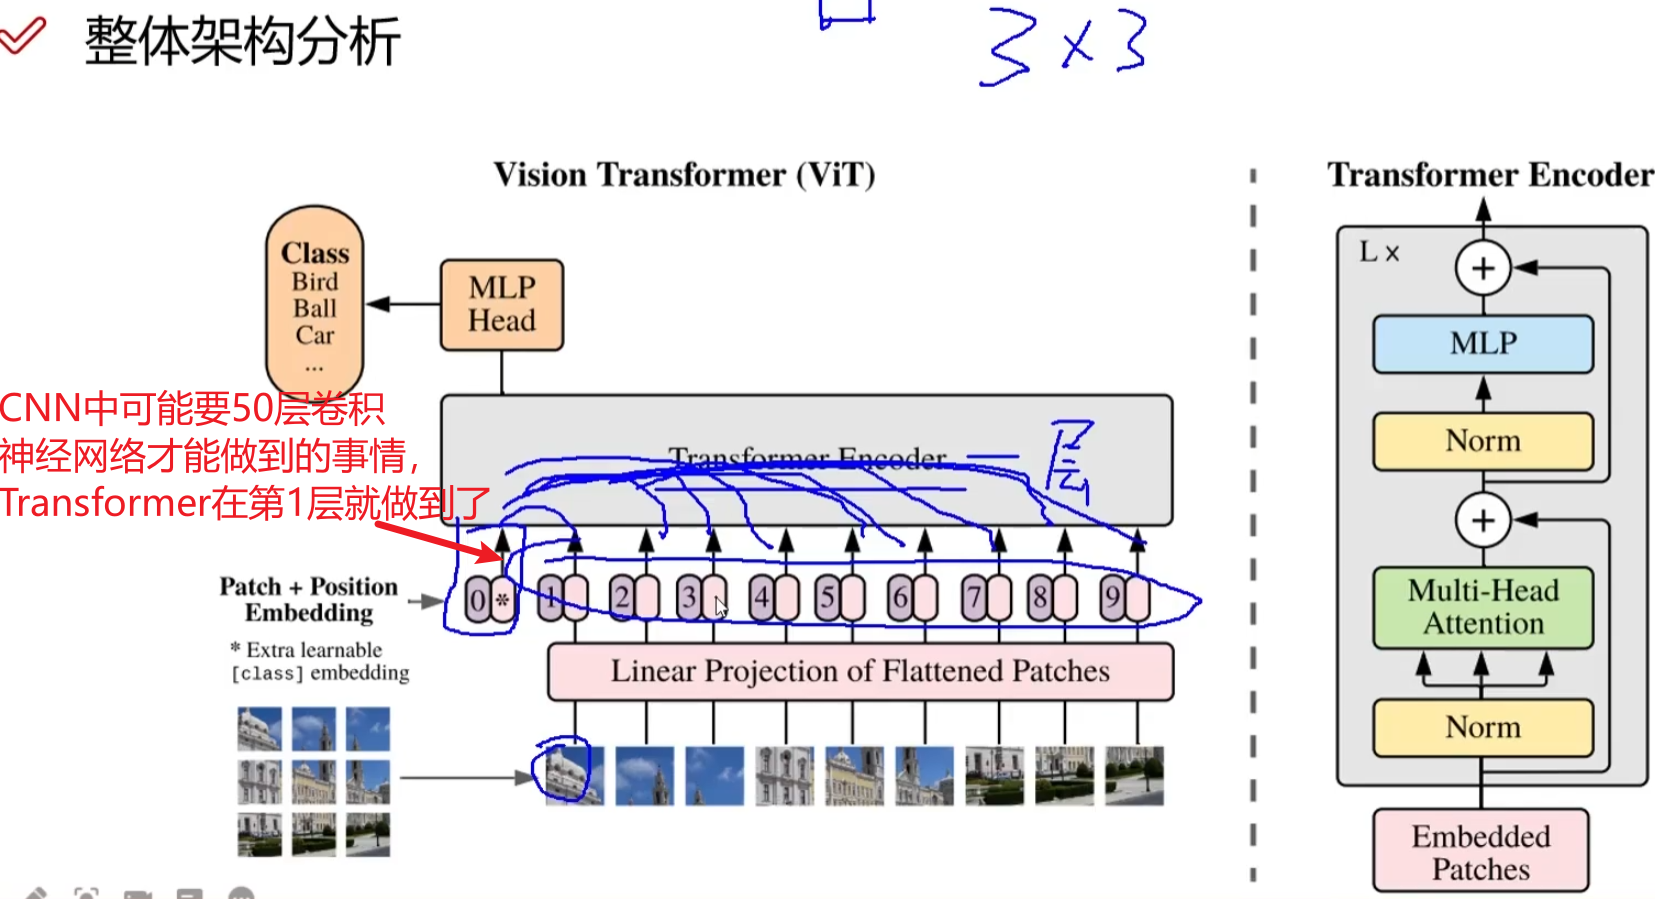 整体架构分析
3 × 3
Vision Transformer (ViT)
Class
Bird
Ball
Car
...
MLP
Head
CNN中可能要50层卷积
神经网络才能做到的事情，
Transformer在第1层就做到了
Transformer Encoder
Patch + Position
Embedding
0 * 1 2 3 4 5 6 7 8 9
* Extra learnable
[class] embedding
Linear Projection of Flattened Patches
Transformer Encoder
L x
+
MLP
Norm
+
Multi-Head
Attention
Norm
Embedded
Patches